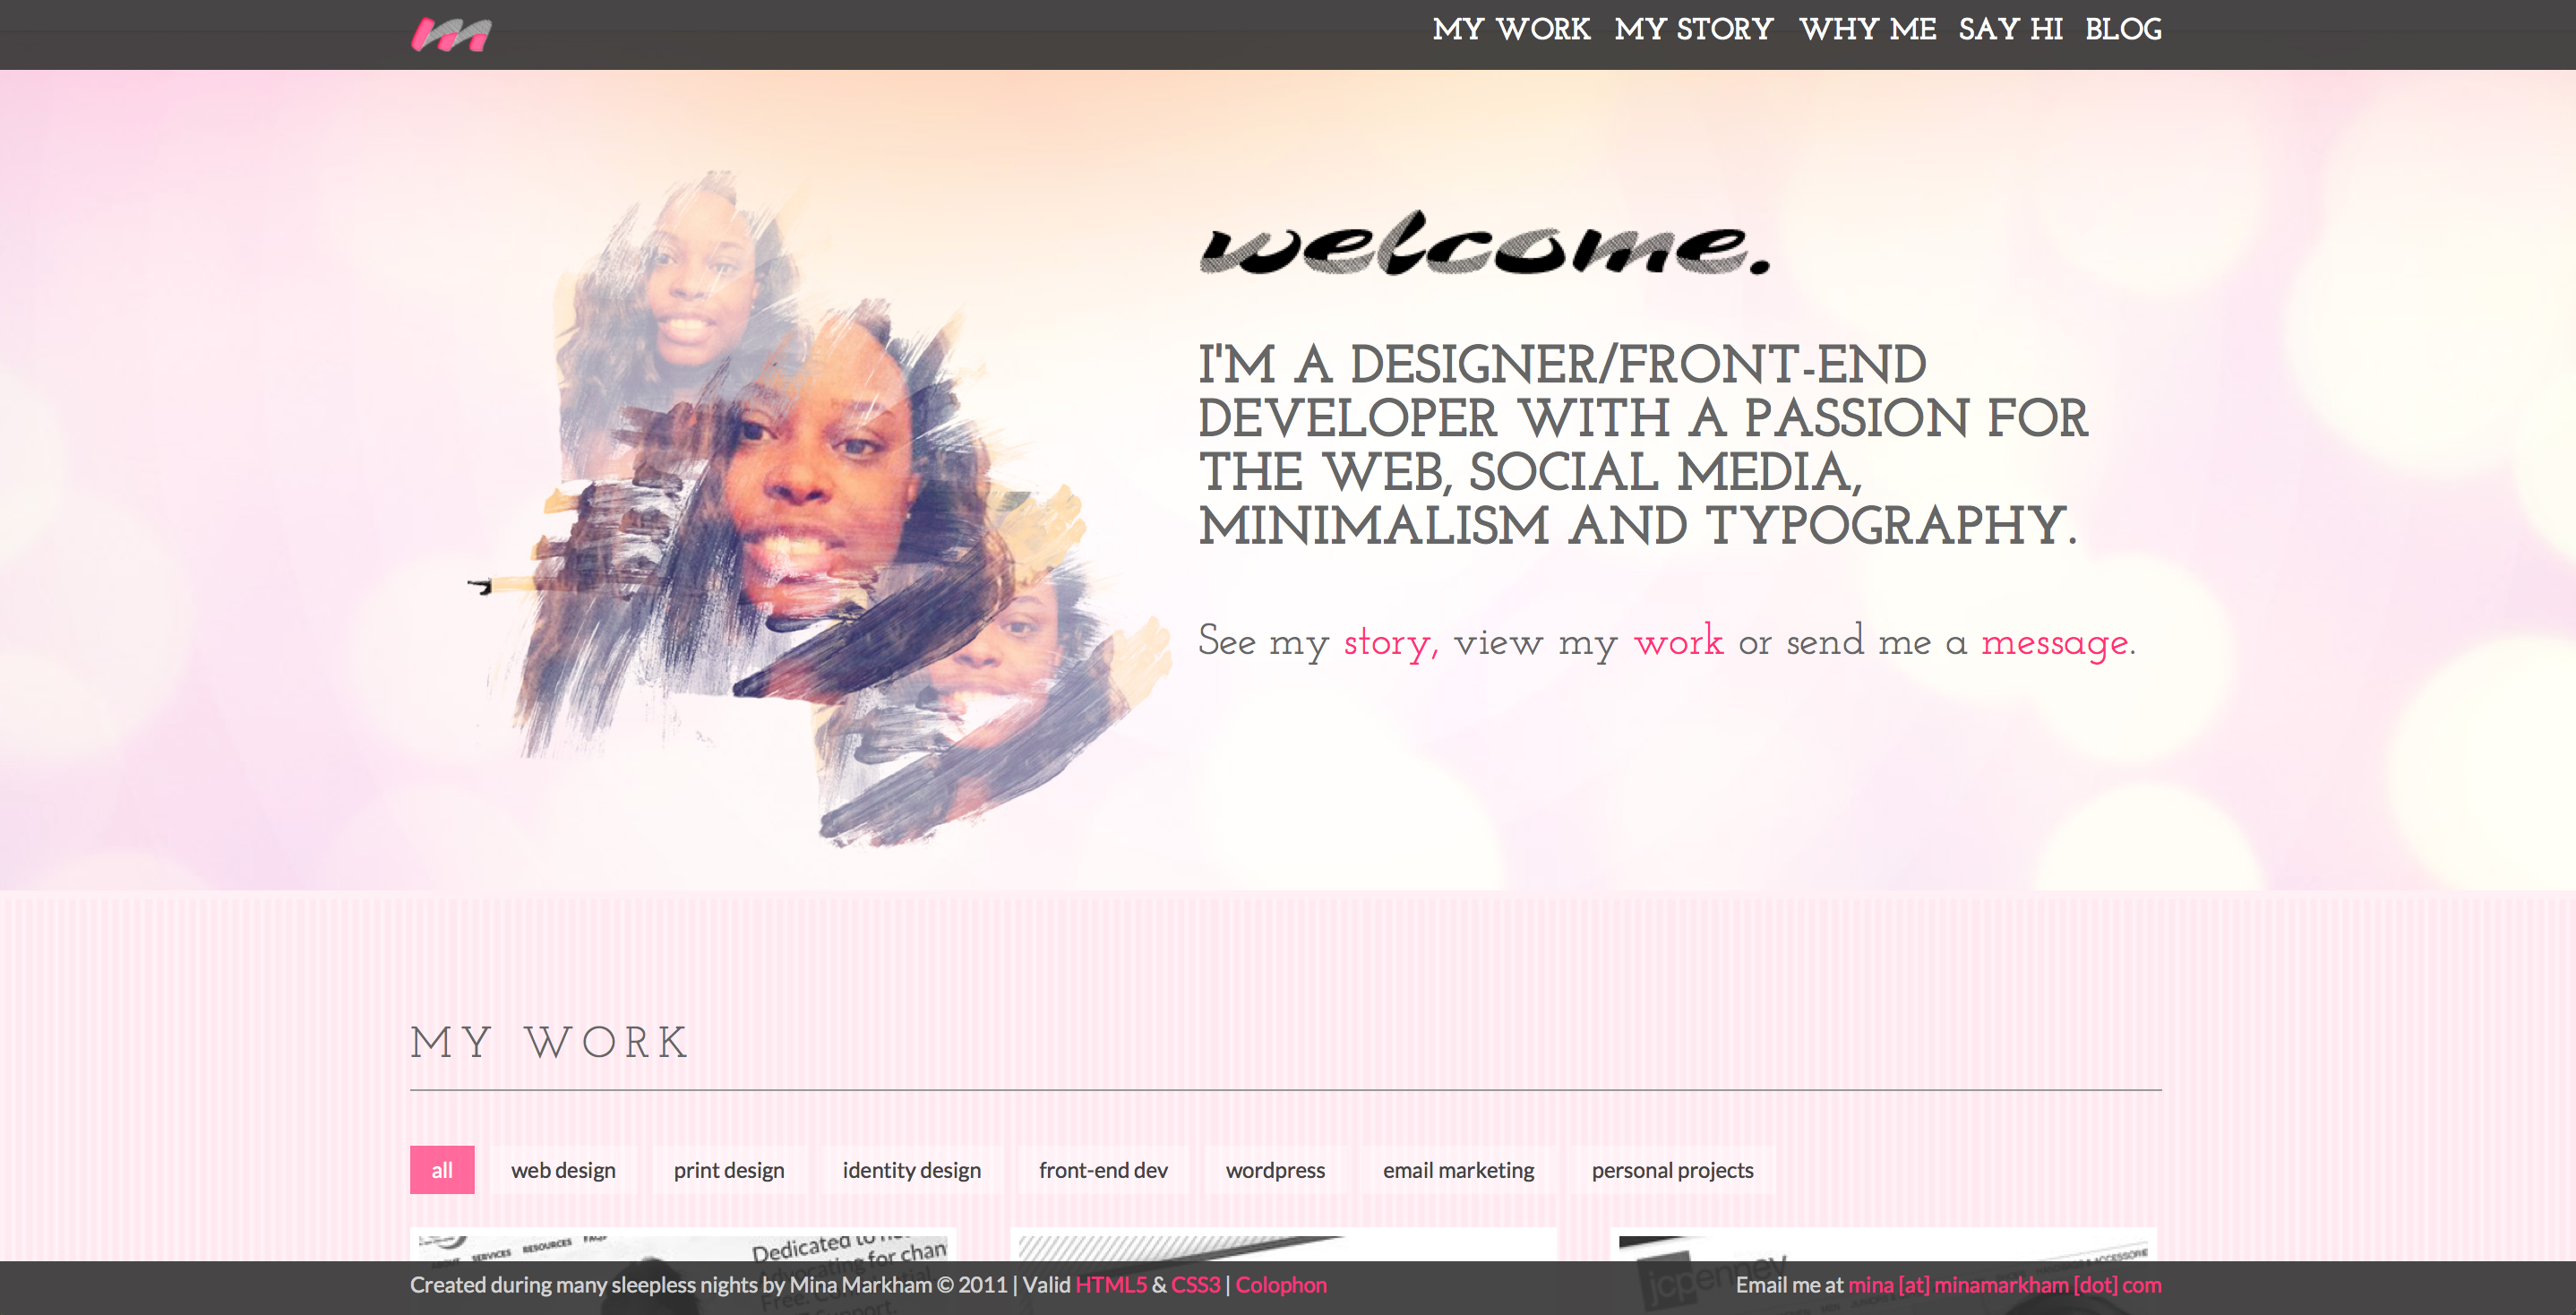 m
MY WORK MY STORY WHY ME SAY HI BLOG
welcome.
I'M A DESIGNER/FRONT-END
DEVELOPER WITH A PASSION FOR
THE WEB, SOCIAL MEDIA,
MINIMALISM AND TYPOGRAPHY.
See my story, view my work or send me a message.
MY WORK
all web design print design identity design front-end dev wordpress email marketing personal projects
SERVICES RESOURCES
Dedicated to
for chan
jcpenney
Created during many sleepless nights by Mina Markham © 2011 | Valid HTML5 & CSS3 | Colophon
Email me at mina [at] minamarkham [dot] com